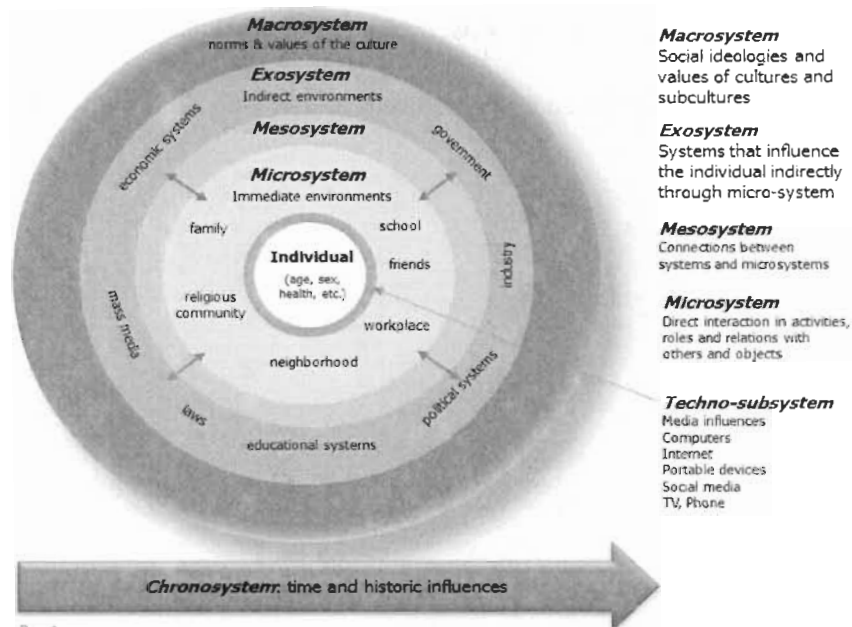 Macrosystem
norms & values of the culture
Exosystem
Indirect environments
Mesosystem
Microsystem
Immediate environments
economic systems
government
family
school
Individual
(age, sex,
health, etc.)
friends
industry
mass media
religious
community
workplace
neighborhood
laws
political systems
educational systems
Macrosystem
Social ideologies and
values of cultures and
subcultures
Exosystem
Systems that influence
the individual indirectly
through micro-system
Mesosystem
Connections between
systems and microsystems
Microsystem
Direct interaction in activities,
roles and relations with
others and objects
Techno-subsystem
Media influences
Computers
Internet
Portable devices
Social media
TV, Phone
Chronosystem: time and historic influences